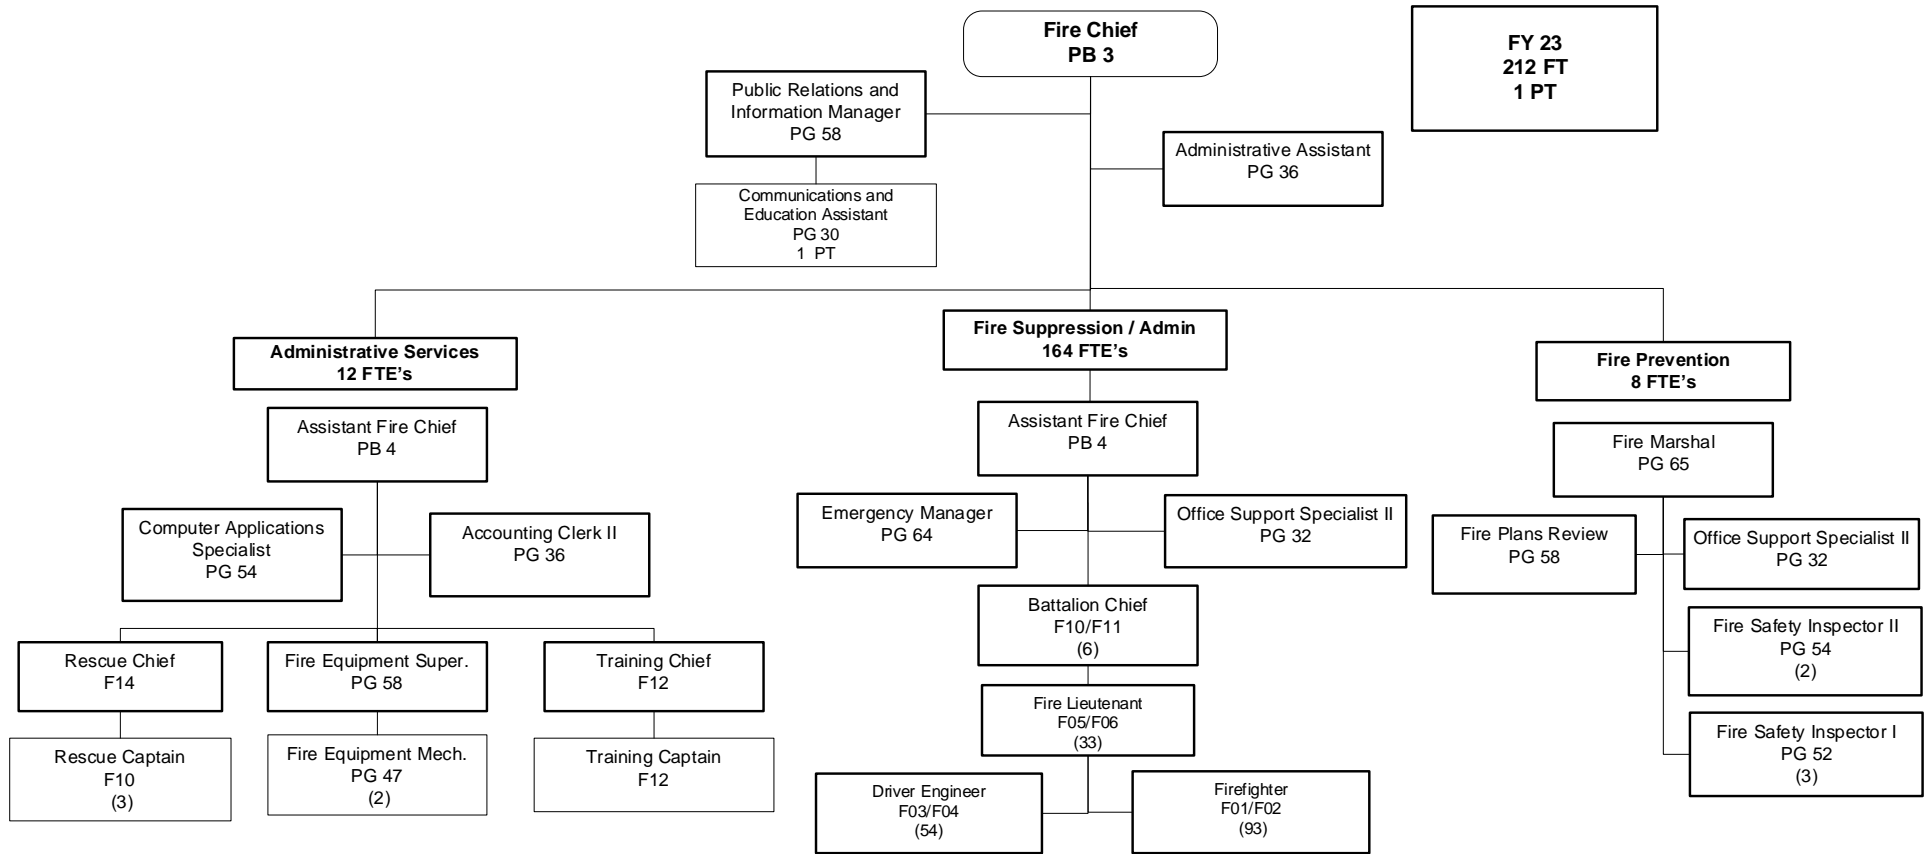 Fire Chief
PB 3
FY 23
212 FT
1 PT
Public Relations and
Information Manager
PG 58
Administrative Assistant
PG 36
Communications and
Education Assistant
PG 30
1 PT
Administrative Services
12 FTE’s
Fire Suppression / Admin
164 FTE’s
Fire Prevention
8 FTE’s
Assistant Fire Chief
PB 4
Computer Applications
Specialist
PG 54
Accounting Clerk II
PG 36
Rescue Chief
F14
Fire Equipment Super.
PG 58
Training Chief
F12
Rescue Captain
F10
(3)
Fire Equipment Mech.
PG 47
(2)
Training Captain
F12
Assistant Fire Chief
PB 4
Emergency Manager
PG 64
Office Support Specialist II
PG 32
Battalion Chief
F10/F11
(6)
Fire Lieutenant
F05/F06
(33)
Driver Engineer
F03/F04
(54)
Firefighter
F01/F02
(93)
Fire Marshal
PG 65
Fire Plans Review
PG 58
Office Support Specialist II
PG 32
Fire Safety Inspector II
PG 54
(2)
Fire Safety Inspector I
PG 52
(3)